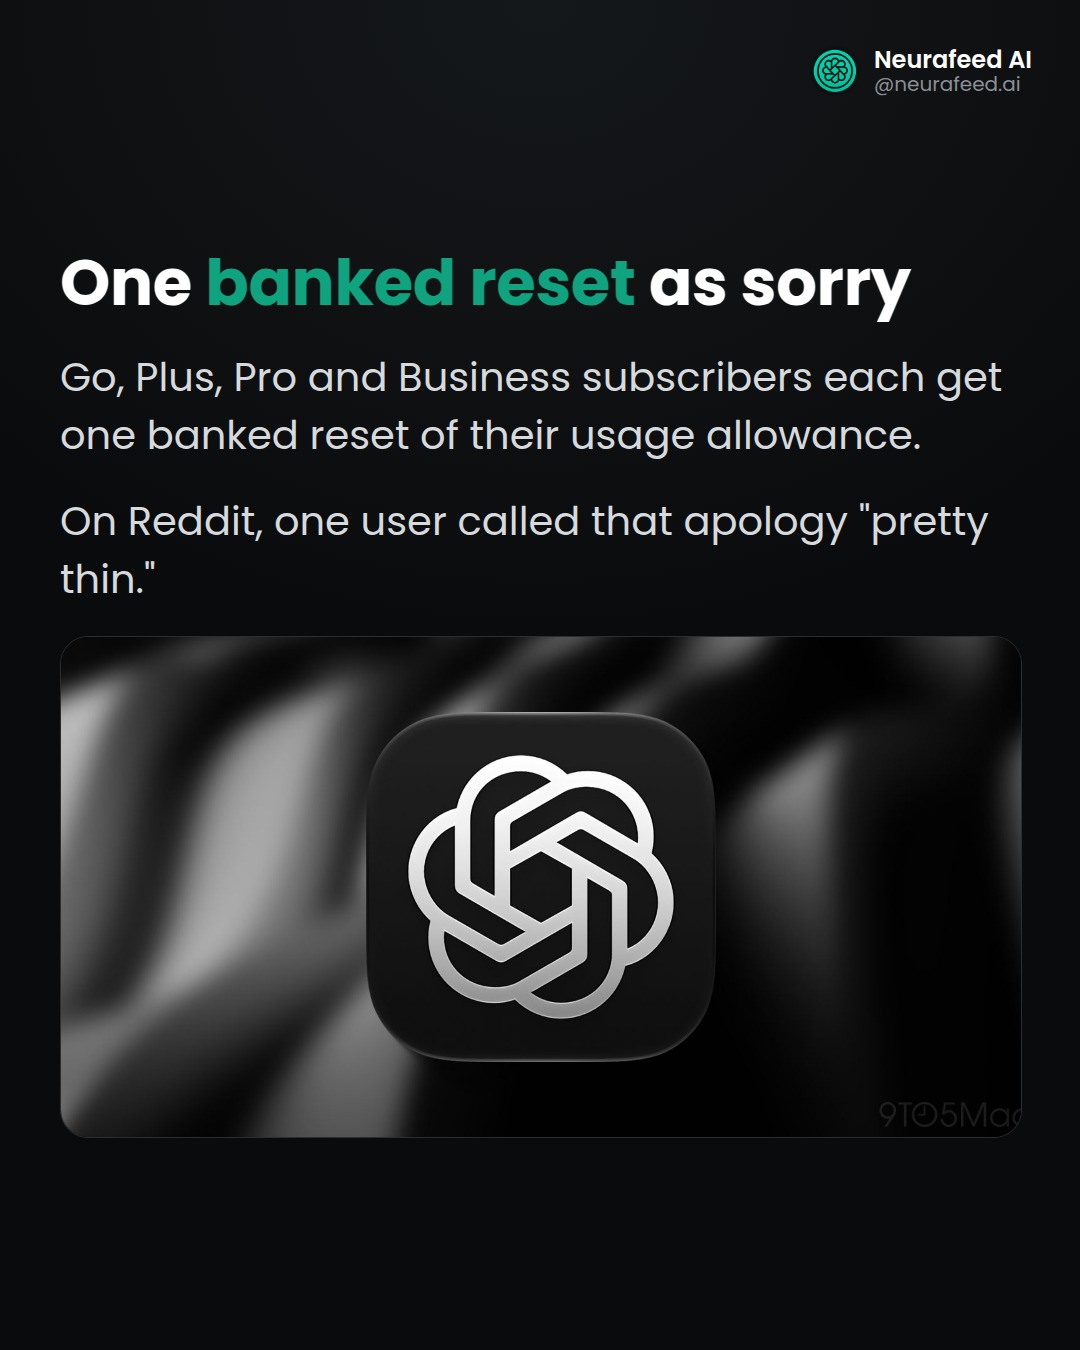 Neurafeed AI
@neurafeed.ai
One banked reset as sorry
Go, Plus, Pro and Business subscribers each get
one banked reset of their usage allowance.
On Reddit, one user called that apology "pretty
thin."
9TO5Mac